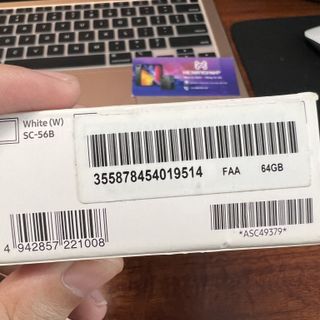 White (W)
SC-56B
355878454019514 FAA 64GB
4 942857 221008
*ASC49379*